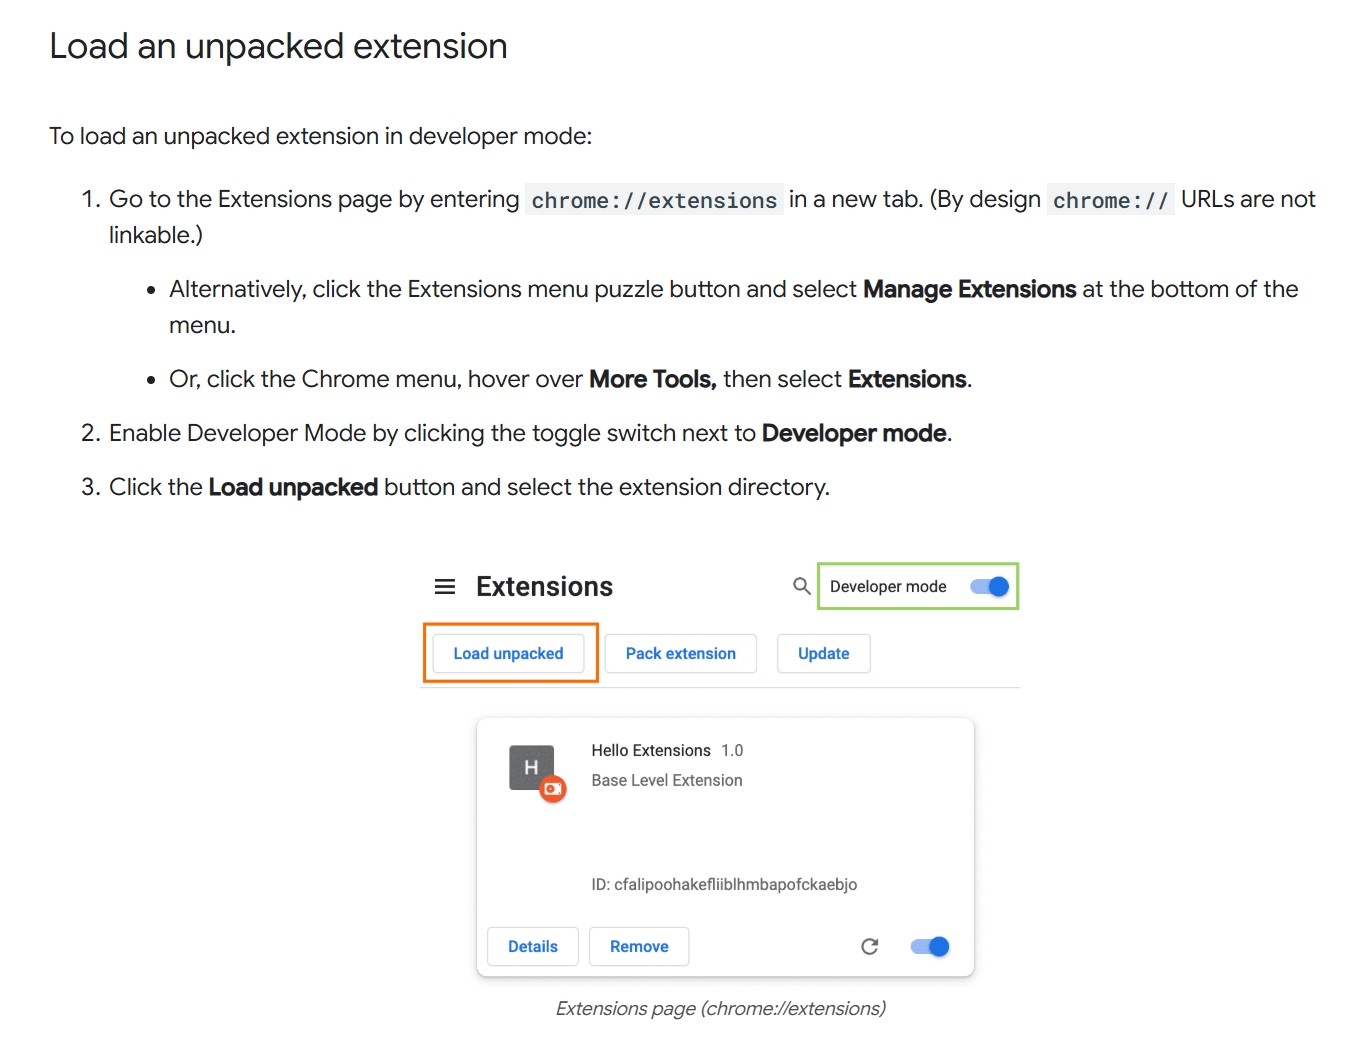 Load an unpacked extension
To load an unpacked extension in developer mode:
1. Go to the Extensions page by entering chrome://extensions in a new tab. (By design chrome:// URLs are not
linkable.)
• Alternatively, click the Extensions menu puzzle button and select Manage Extensions at the bottom of the
menu.
• Or, click the Chrome menu, hover over More Tools, then select Extensions.
2. Enable Developer Mode by clicking the toggle switch next to Developer mode.
3. Click the Load unpacked button and select the extension directory.
Extensions
Developer mode
Load unpacked
Pack extension
Update
Hello Extensions 1.0
H
Base Level Extension
ID: cfalipoohakefliiblhmbapofckaebjo
Details
Remove
Extensions page (chrome://extensions)